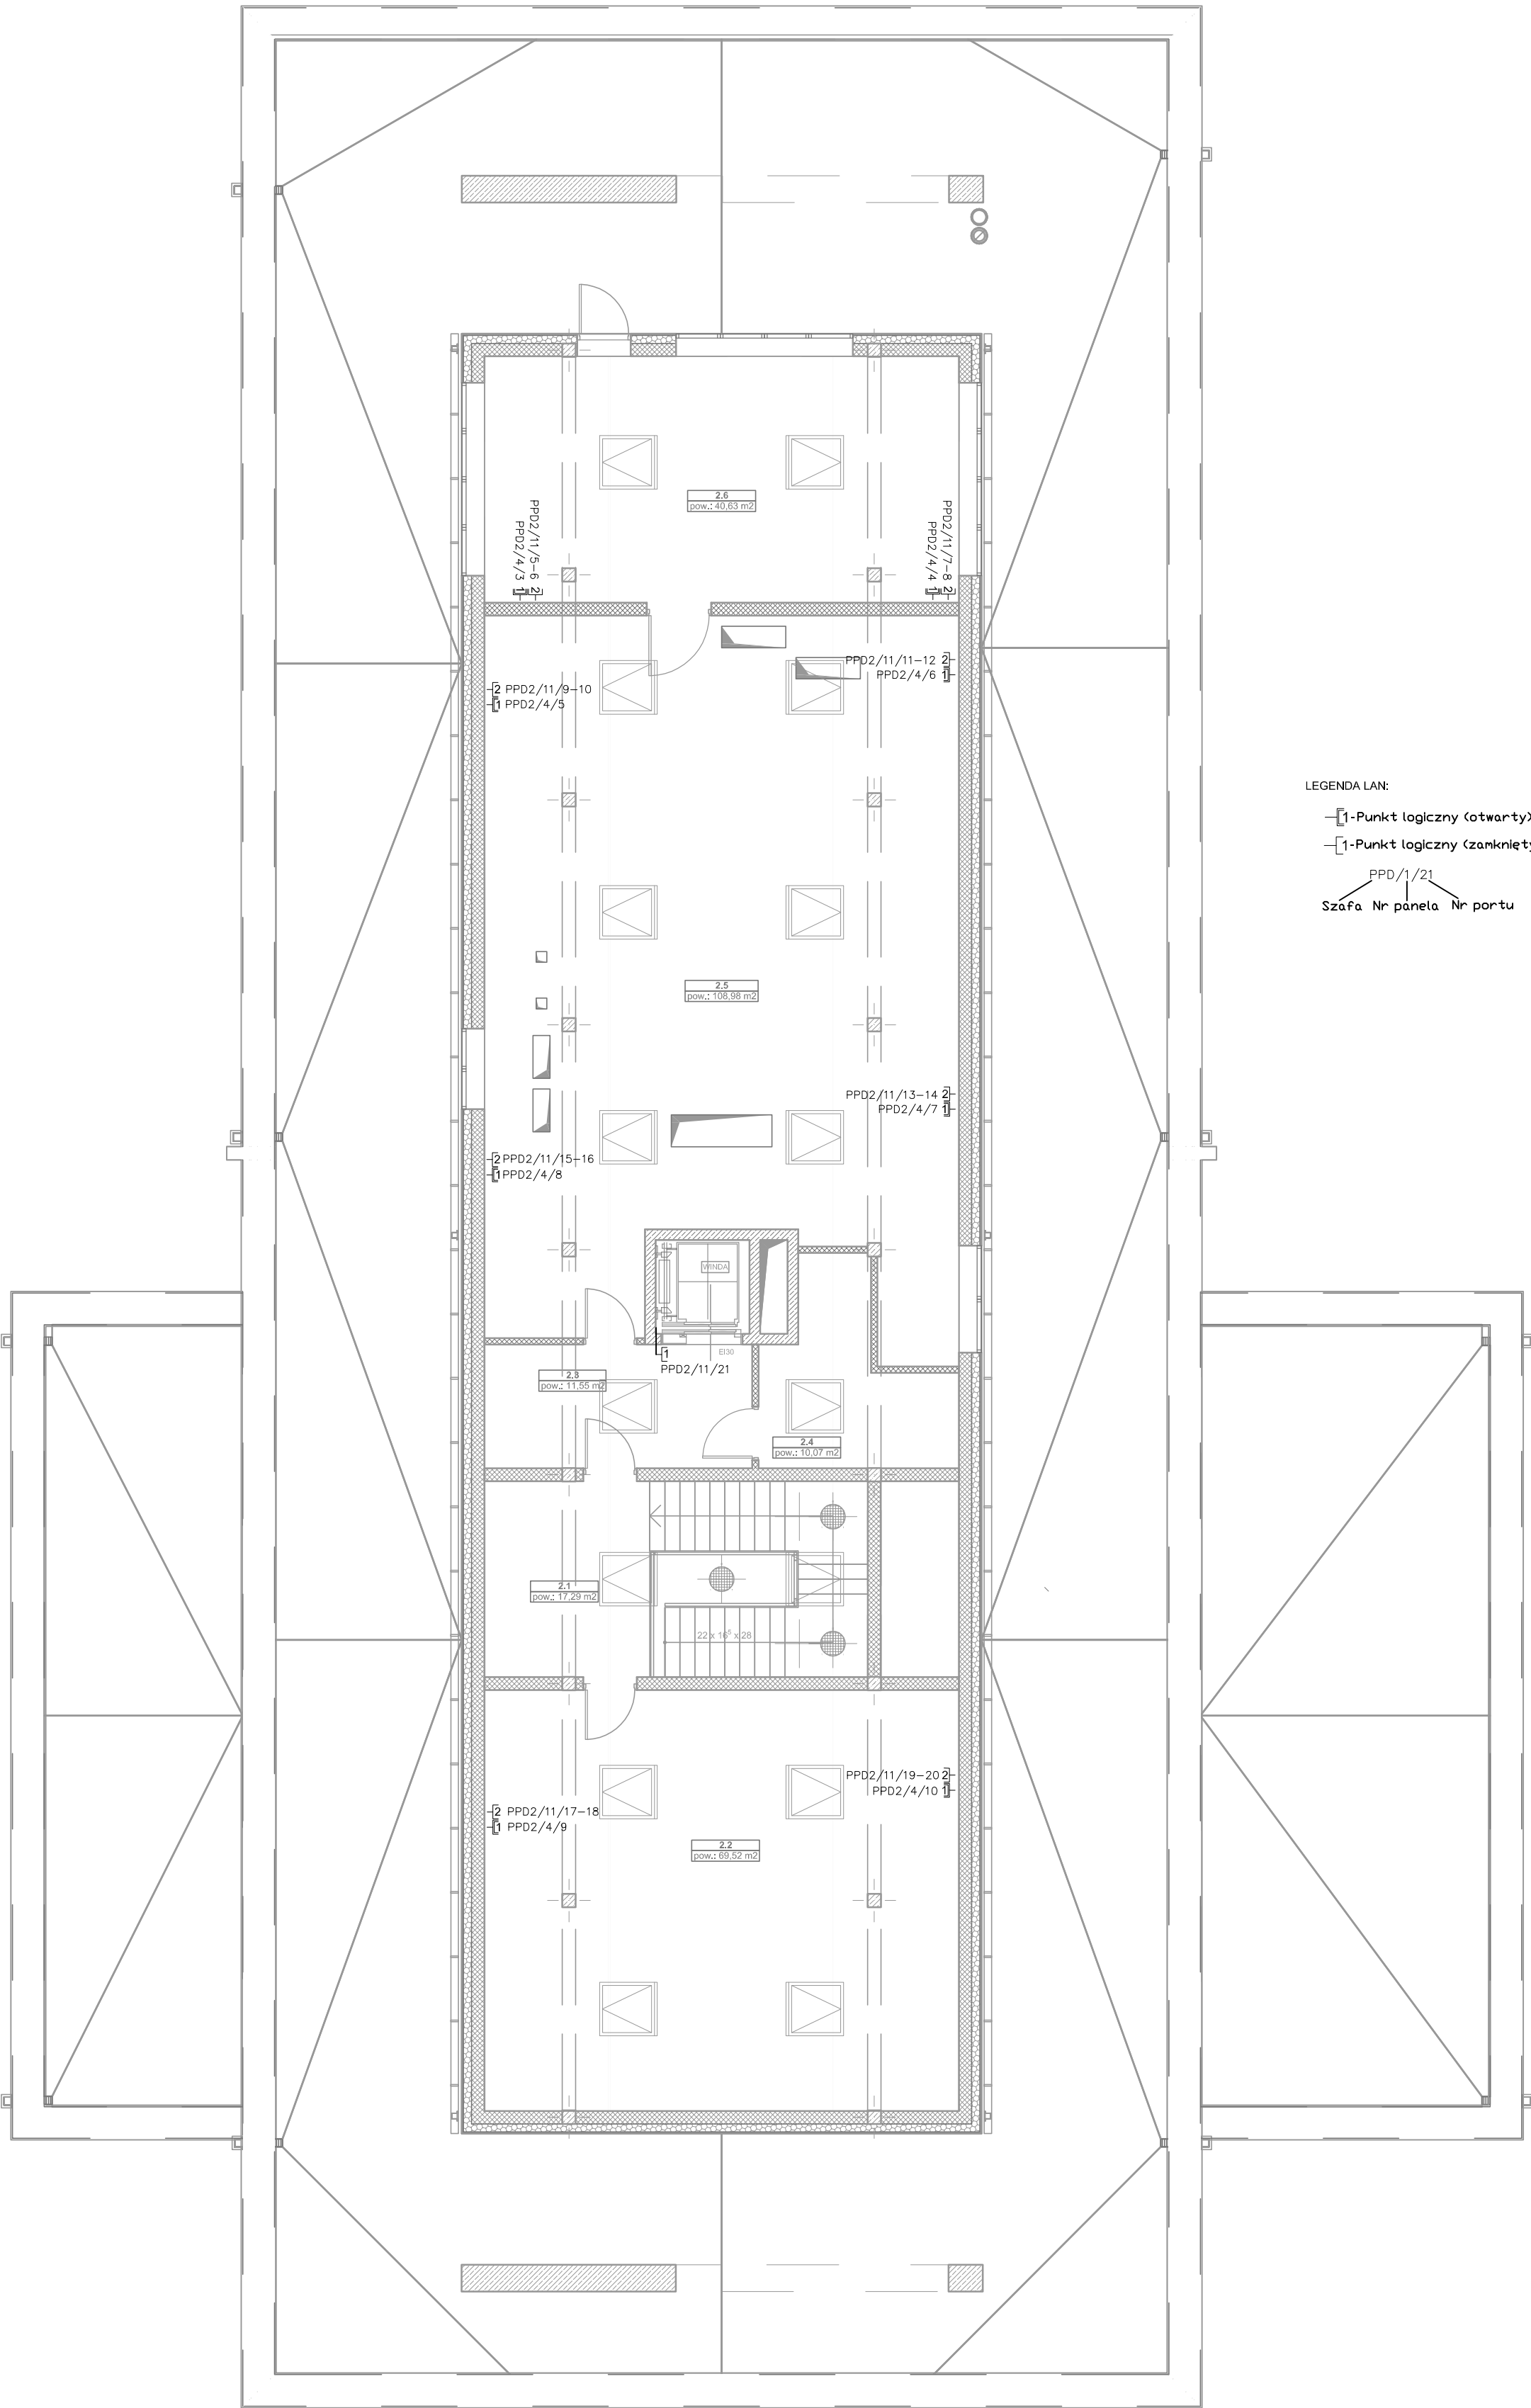 2.6
pow.: 40,63 m2
PPD2/11/5-6 2
PPD2/4/3 1
PPD2/11/7-8 2
PPD2/4/4 1
PPD2/11/11-12 2
PPD2/4/6 1
2 PPD2/11/9-10
1 PPD2/4/5
LEGENDA LAN:
1-Punkt logiczny (otwarty)
1-Punkt logiczny (zamknięty
PPD/1/21
Szafa Nr panela Nr portu
2.5
pow.: 108,98 m2
PPD2/11/13-14 2
PPD2/4/7 1
2 PPD2/11/15-16
1 PPD2/4/8
WINDA
EI30
1
PPD2/11/21
2.3
pow.: 11,55 m2
2.4
pow.: 10,07 m2
2.1
pow.: 17,29 m2
22 x 16⁵ x 28
PPD2/11/19-20 2
PPD2/4/10 1
2 PPD2/11/17-18
1 PPD2/4/9
2.2
pow.: 69,52 m2